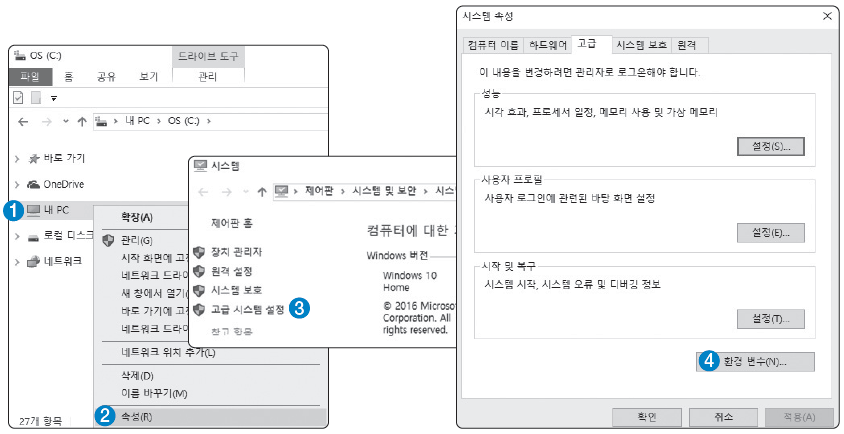 OS (C:)
드라이브 도구
파일 홈 공유 보기 관리
내 PC > OS (C:) >
바로 가기
OneDrive
1 내 PC
로컬 디스크
네트워크
27개 항목
확장(A)
관리(G)
시작 화면에 고정
네트워크 드라이
새 창에서 열기(
바로 가기에 고정
네트워크 드라이
네트워크 위치 추가(L)
삭제(D)
이름 바꾸기(M)
2 속성(R)
시스템
제어판 > 시스템 및 보안 > 시스
제어판 홈
장치 관리자
원격 설정
시스템 보호
고급 시스템 설정 3
참고 항목
컴퓨터에 대한
Windows 버전
Windows 10
Home
© 2016 Microso
Corporation. All
rights reserved.
시스템 속성
컴퓨터 이름 하드웨어 고급 시스템 보호 원격
이 내용을 변경하려면 관리자로 로그온해야 합니다.
성능
시각 효과, 프로세서 일정, 메모리 사용 및 가상 메모리
설정(S)...
사용자 프로필
사용자 로그인에 관련된 바탕 화면 설정
설정(E)...
시작 및 복구
시스템 시작, 시스템 오류 및 디버깅 정보
설정(T)...
4 환경 변수(N)...
확인 취소 적용(A)